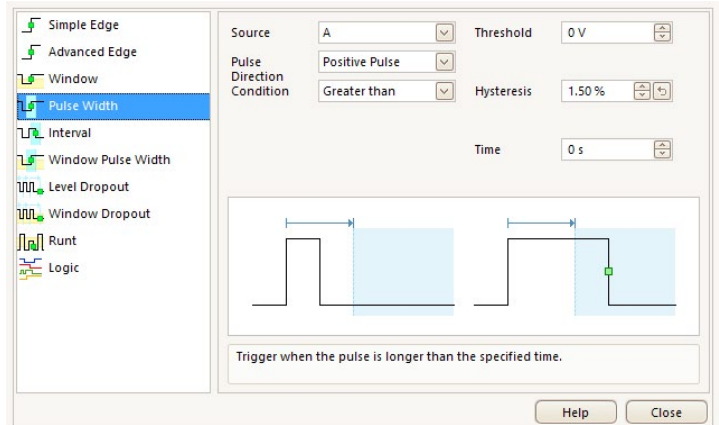 Simple Edge
Advanced Edge
Window
Pulse Width
Interval
Window Pulse Width
Level Dropout
Window Dropout
Runt
Logic
Source A Threshold 0 V
Pulse Direction Positive Pulse
Condition Greater than Hysteresis 1.50 %
Time 0 s
Trigger when the pulse is longer than the specified time.
Help Close